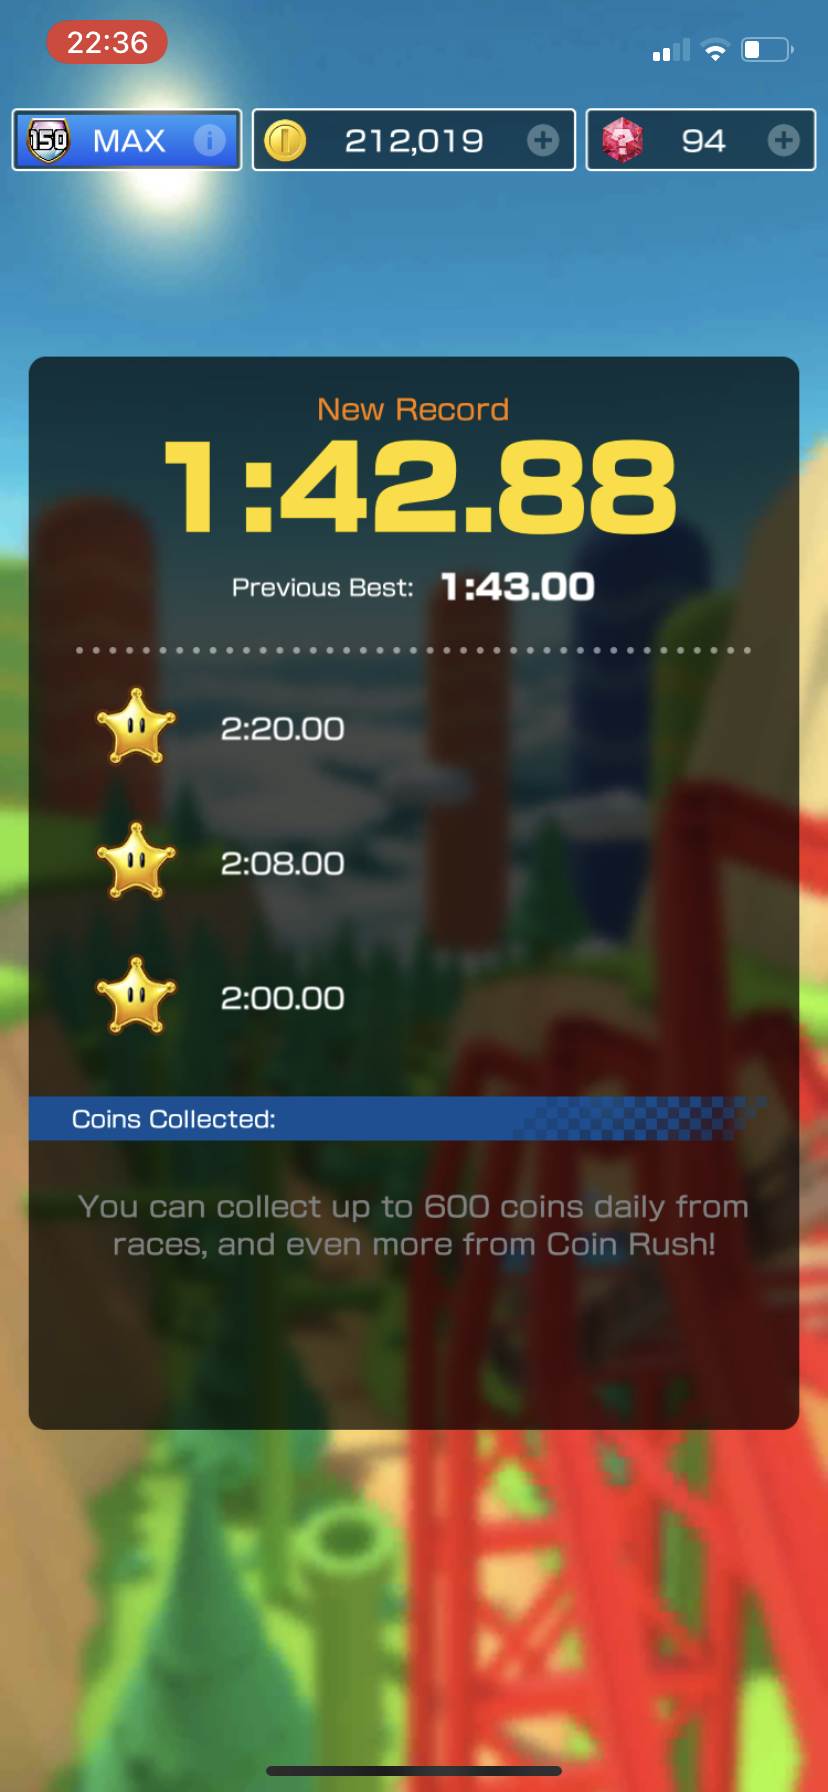 22:36
150 MAX i 212,019 + ? 94 +
New Record
1:42.88
Previous Best: 1:43.00
2:20.00
2:08.00
2:00.00
Coins Collected:
You can collect up to 600 coins daily from
races, and even more from Coin Rush!